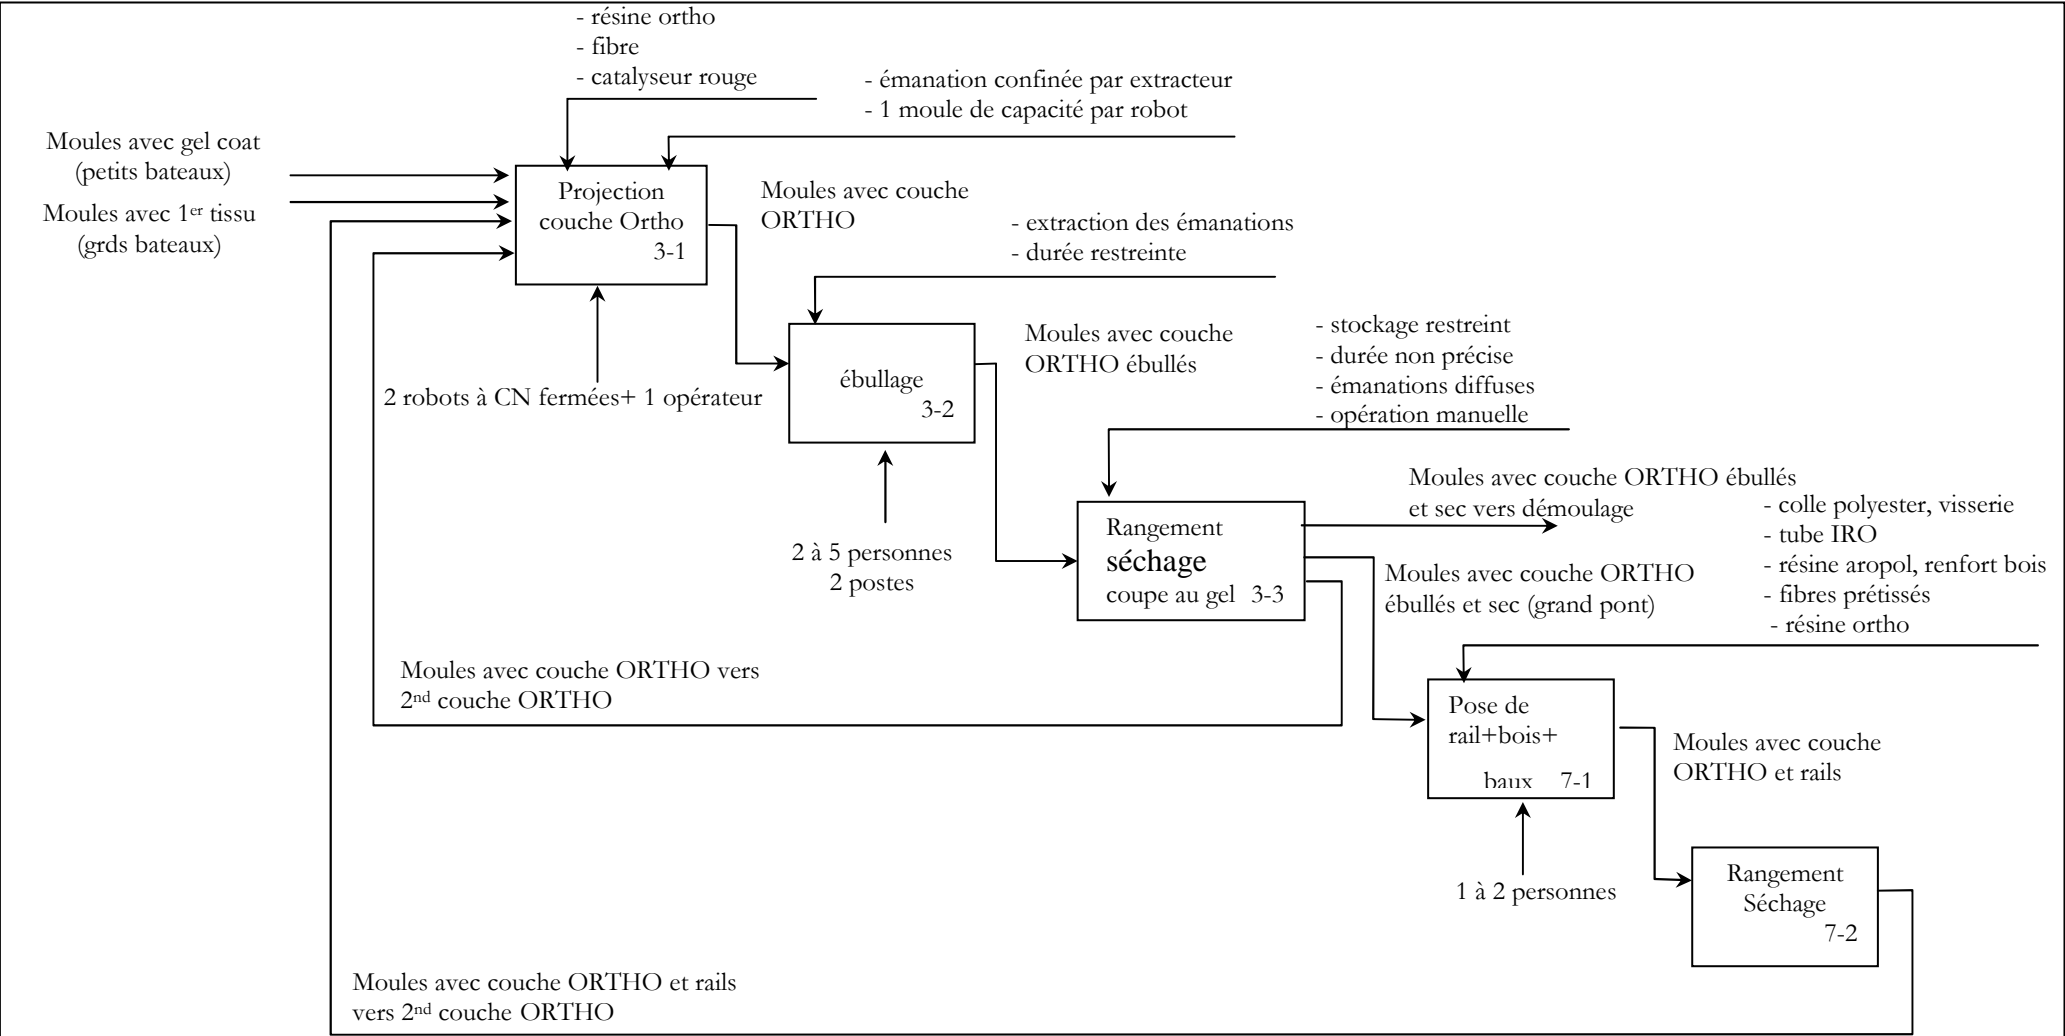 - résine ortho
- fibre
- catalyseur rouge
- émanation confinée par extracteur
- 1 moule de capacité par robot
Moules avec gel coat
(petits bateaux)
Moules avec 1er tissu
(grds bateaux)
Projection
couche Ortho
3-1
Moules avec couche
ORTHO
- extraction des émanations
- durée restreinte
2 robots à CN fermées+ 1 opérateur
ébullage
3-2
Moules avec couche
ORTHO ébullés
- stockage restreint
- durée non précise
- émanations diffuses
- opération manuelle
2 à 5 personnes
2 postes
Rangement
séchage
coupe au gel 3-3
Moules avec couche ORTHO ébullés
et sec vers démoulage
Moules avec couche ORTHO
ébullés et sec (grand pont)
- colle polyester, visserie
- tube IRO
- résine aropol, renfort bois
- fibres prétissés
- résine ortho
Moules avec couche ORTHO vers
2nd couche ORTHO
Pose de
rail+bois+
baux 7-1
Moules avec couche
ORTHO et rails
1 à 2 personnes
Rangement
Séchage
7-2
Moules avec couche ORTHO et rails
vers 2nd couche ORTHO